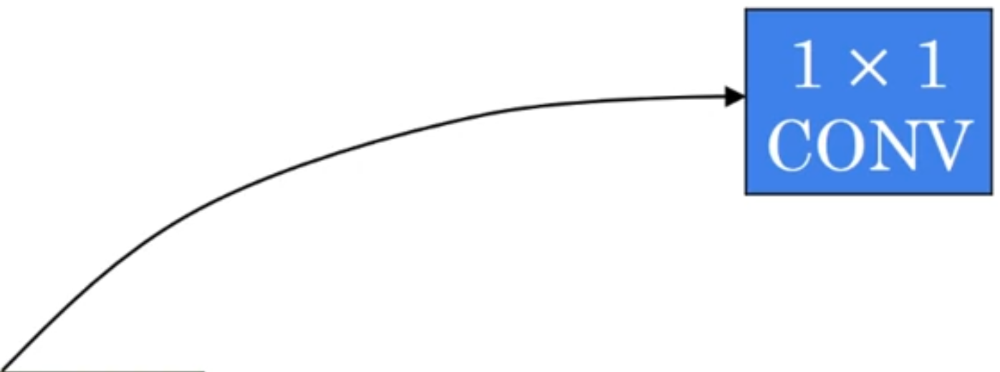 1 × 1
CONV